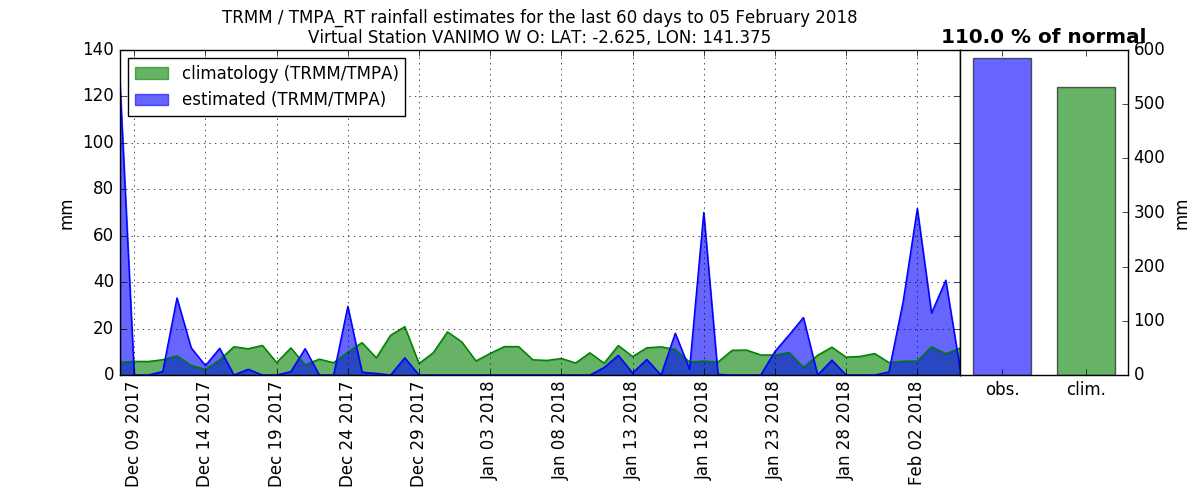 TRMM / TMPA_RT rainfall estimates for the last 60 days to 05 February 2018
Virtual Station VANIMO W O: LAT: -2.625, LON: 141.375
110.0 % of normal
climatology (TRMM/TMPA)
estimated (TRMM/TMPA)
140
120
100
80
60
40
20
0
mm
Dec 09 2017
Dec 14 2017
Dec 19 2017
Dec 24 2017
Dec 29 2017
Jan 03 2018
Jan 08 2018
Jan 13 2018
Jan 18 2018
Jan 23 2018
Jan 28 2018
Feb 02 2018
600
500
400
300
200
100
0
mm
obs.
clim.